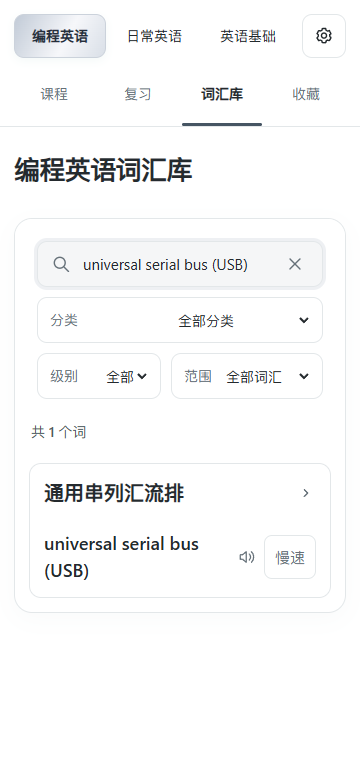 编程英语 日常英语 英语基础
课程 复习 词汇库 收藏
编程英语词汇库
universal serial bus (USB)
分类 全部分类
级别 全部 范围 全部词汇
共 1 个词
通用串列汇流排
universal serial bus
(USB)
慢速